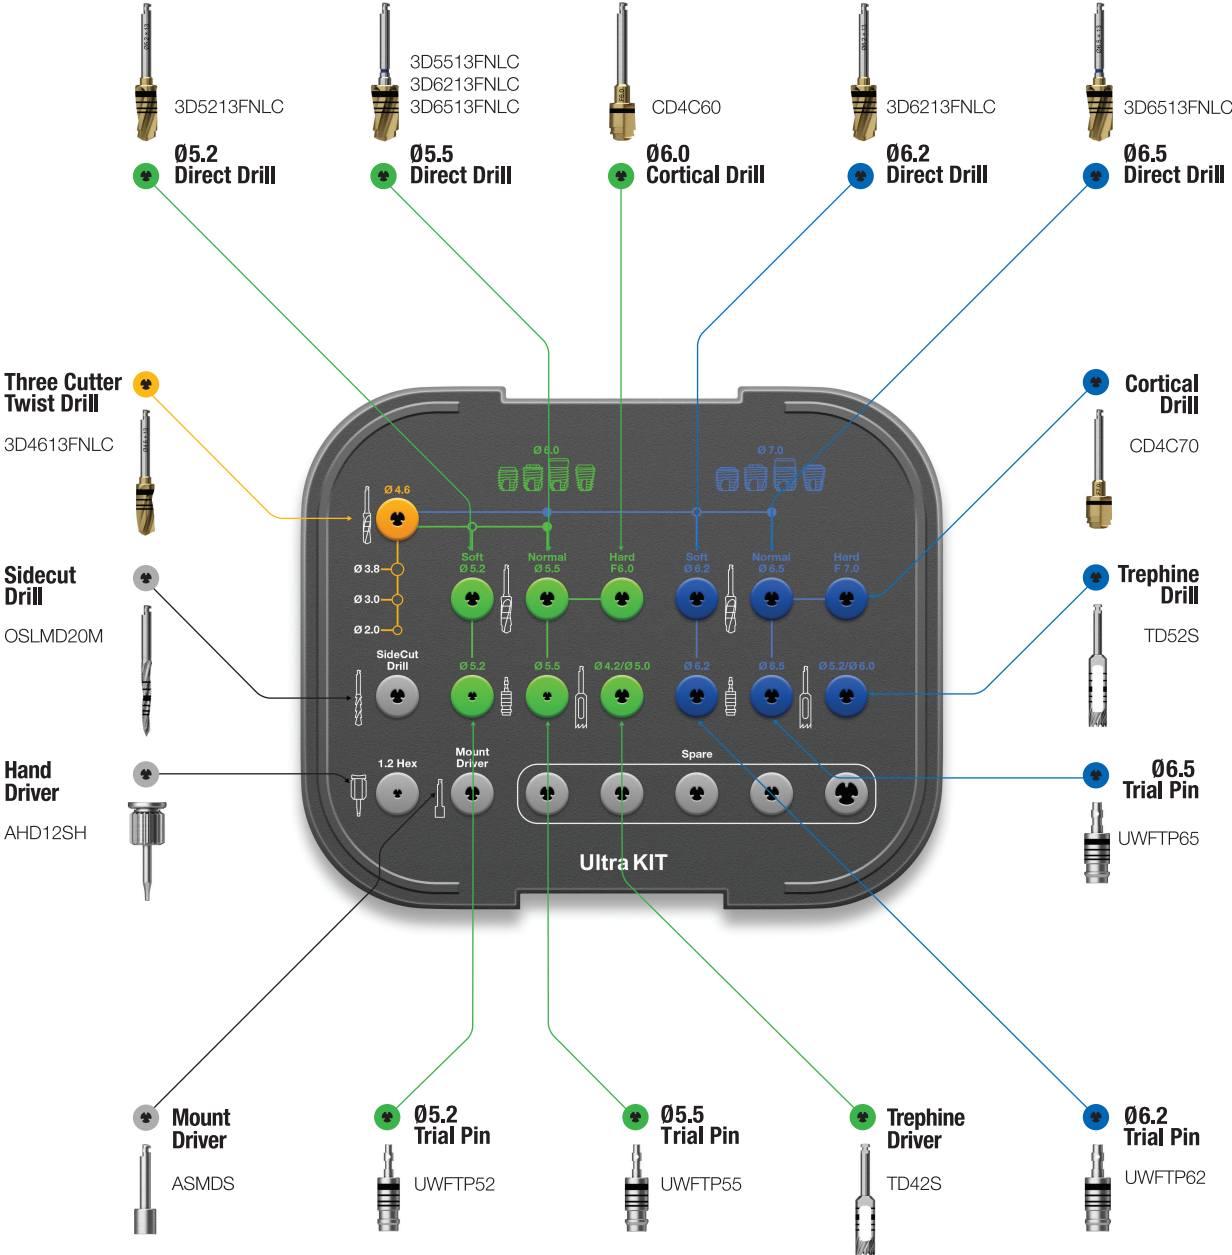 3D5213FNLC
Ø5.2
Direct Drill
3D5513FNLC
3D6213FNLC
3D6513FNLC
Ø5.5
Direct Drill
CD4C60
Ø6.0
Cortical Drill
3D6213FNLC
Ø6.2
Direct Drill
3D6513FNLC
Ø6.5
Direct Drill
Three Cutter
Twist Drill
3D4613FNLC
Sidecut
Drill
OSLMD20M
Hand
Driver
AHD12SH
Ø 6.0
Ø 7.0
Ø 4.6
Ø 3.8
Ø 3.0
Ø 2.0
Soft
Ø 5.2
Normal
Ø 5.5
Hard
F6.0
Soft
Ø 6.2
Normal
Ø 6.5
Hard
F 7.0
SideCut
Drill
Ø 5.2
Ø 5.5
Ø 4.2/Ø 5.0
Ø 6.2
Ø 6.5
Ø 5.2/Ø 6.0
1.2 Hex
Mount
Driver
Spare
Ultra KIT
Cortical
Drill
CD4C70
Trephine
Drill
TD52S
Ø6.5
Trial Pin
UWFTP65
Mount
Driver
ASMDS
Ø5.2
Trial Pin
UWFTP52
Ø5.5
Trial Pin
UWFTP55
Trephine
Driver
TD42S
Ø6.2
Trial Pin
UWFTP62